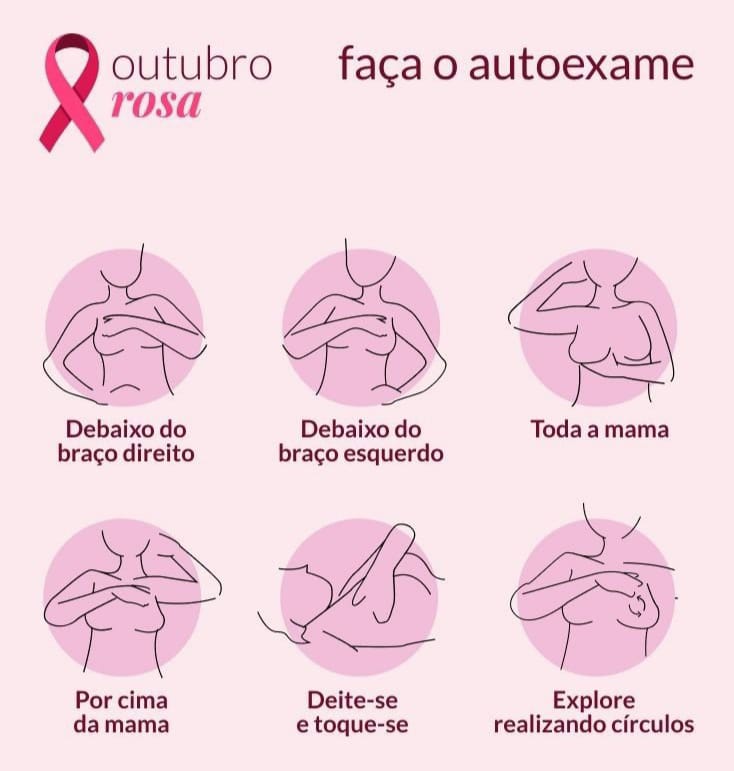 outubro
rosa
faça o autoexame
Debaixo do
braço direito
Debaixo do
braço esquerdo
Toda a mama
Por cima
da mama
Deite-se
e toque-se
Explore
realizando círculos